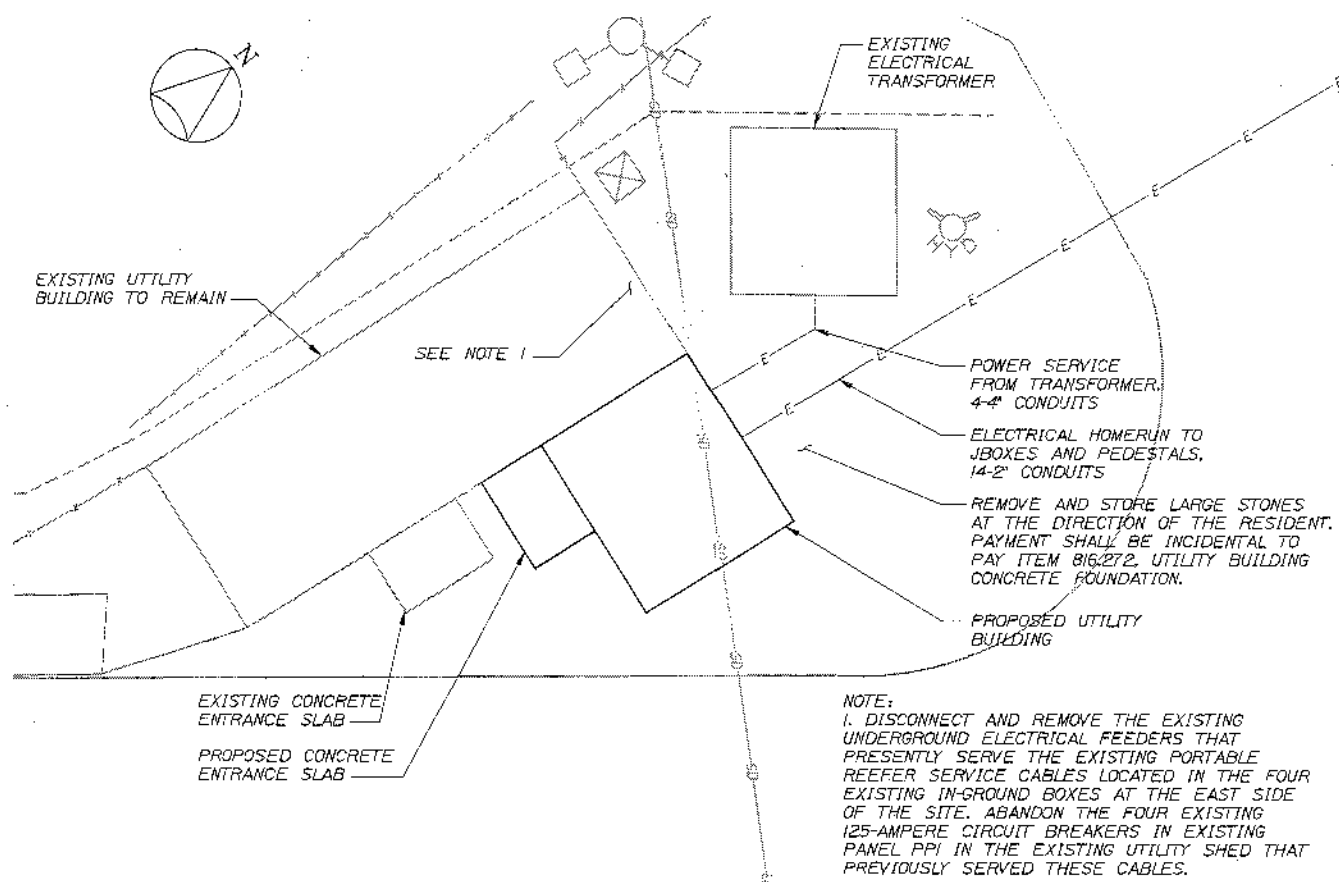 N
EXISTING
ELECTRICAL
TRANSFORMER
HYD
EXISTING UTILITY
BUILDING TO REMAIN
SEE NOTE 1
POWER SERVICE
FROM TRANSFORMER,
4-4" CONDUITS
ELECTRICAL HOMERUN TO
JBOXES AND PEDESTALS,
14-2" CONDUITS
REMOVE AND STORE LARGE STONES
AT THE DIRECTION OF THE RESIDENT.
PAYMENT SHALL BE INCIDENTAL TO
PAY ITEM 816.272, UTILITY BUILDING
CONCRETE FOUNDATION.
PROPOSED UTILITY
BUILDING
EXISTING CONCRETE
ENTRANCE SLAB
PROPOSED CONCRETE
ENTRANCE SLAB
NOTE:
1. DISCONNECT AND REMOVE THE EXISTING
UNDERGROUND ELECTRICAL FEEDERS THAT
PRESENTLY SERVE THE EXISTING PORTABLE
REEFER SERVICE CABLES LOCATED IN THE FOUR
EXISTING IN-GROUND BOXES AT THE EAST SIDE
OF THE SITE. ABANDON THE FOUR EXISTING
125-AMPERE CIRCUIT BREAKERS IN EXISTING
PANEL PP1 IN THE EXISTING UTILITY SHED THAT
PREVIOUSLY SERVED THESE CABLES.
E
E
E
E
E
E
E